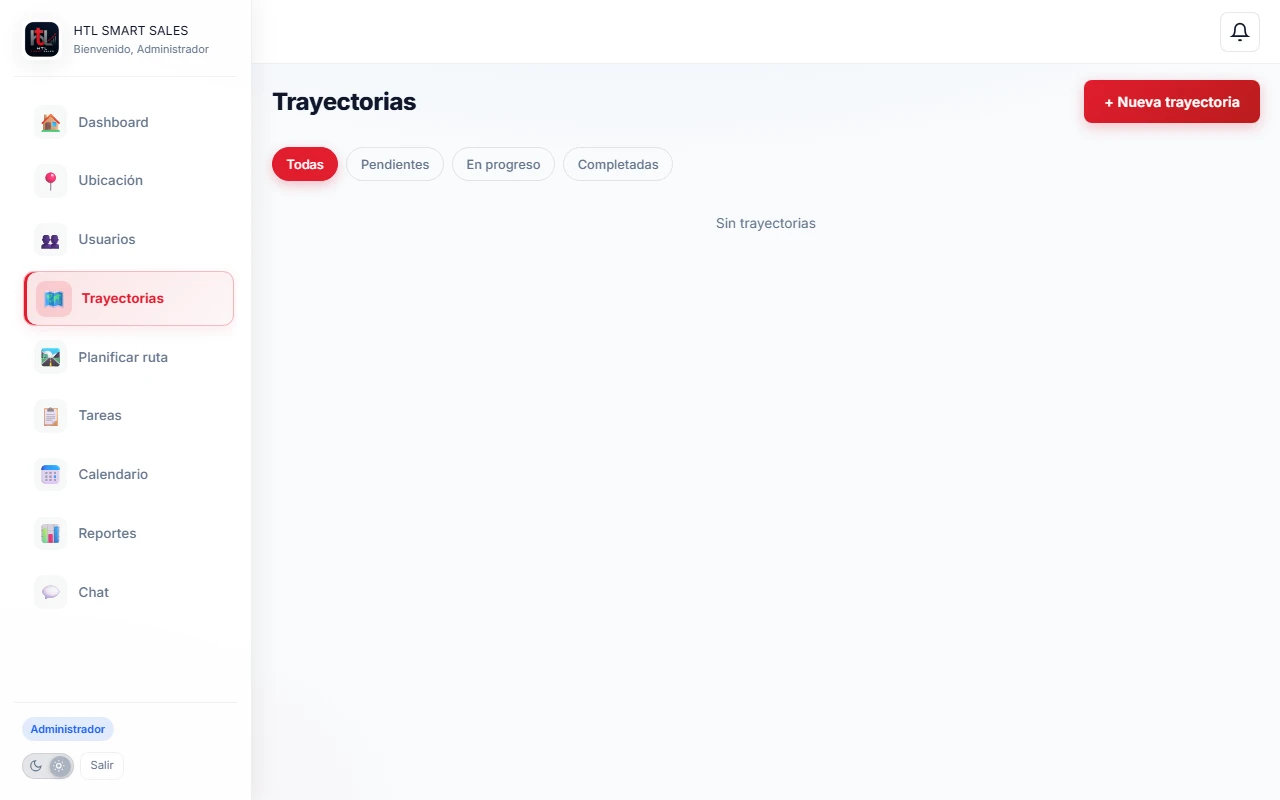 HTL SMART SALES
Bienvenido, Administrador
Dashboard
Ubicación
Usuarios
Trayectorias
Planificar ruta
Tareas
Calendario
Reportes
Chat
Administrador
Salir
Trayectorias
+ Nueva trayectoria
Todas
Pendientes
En progreso
Completadas
Sin trayectorias